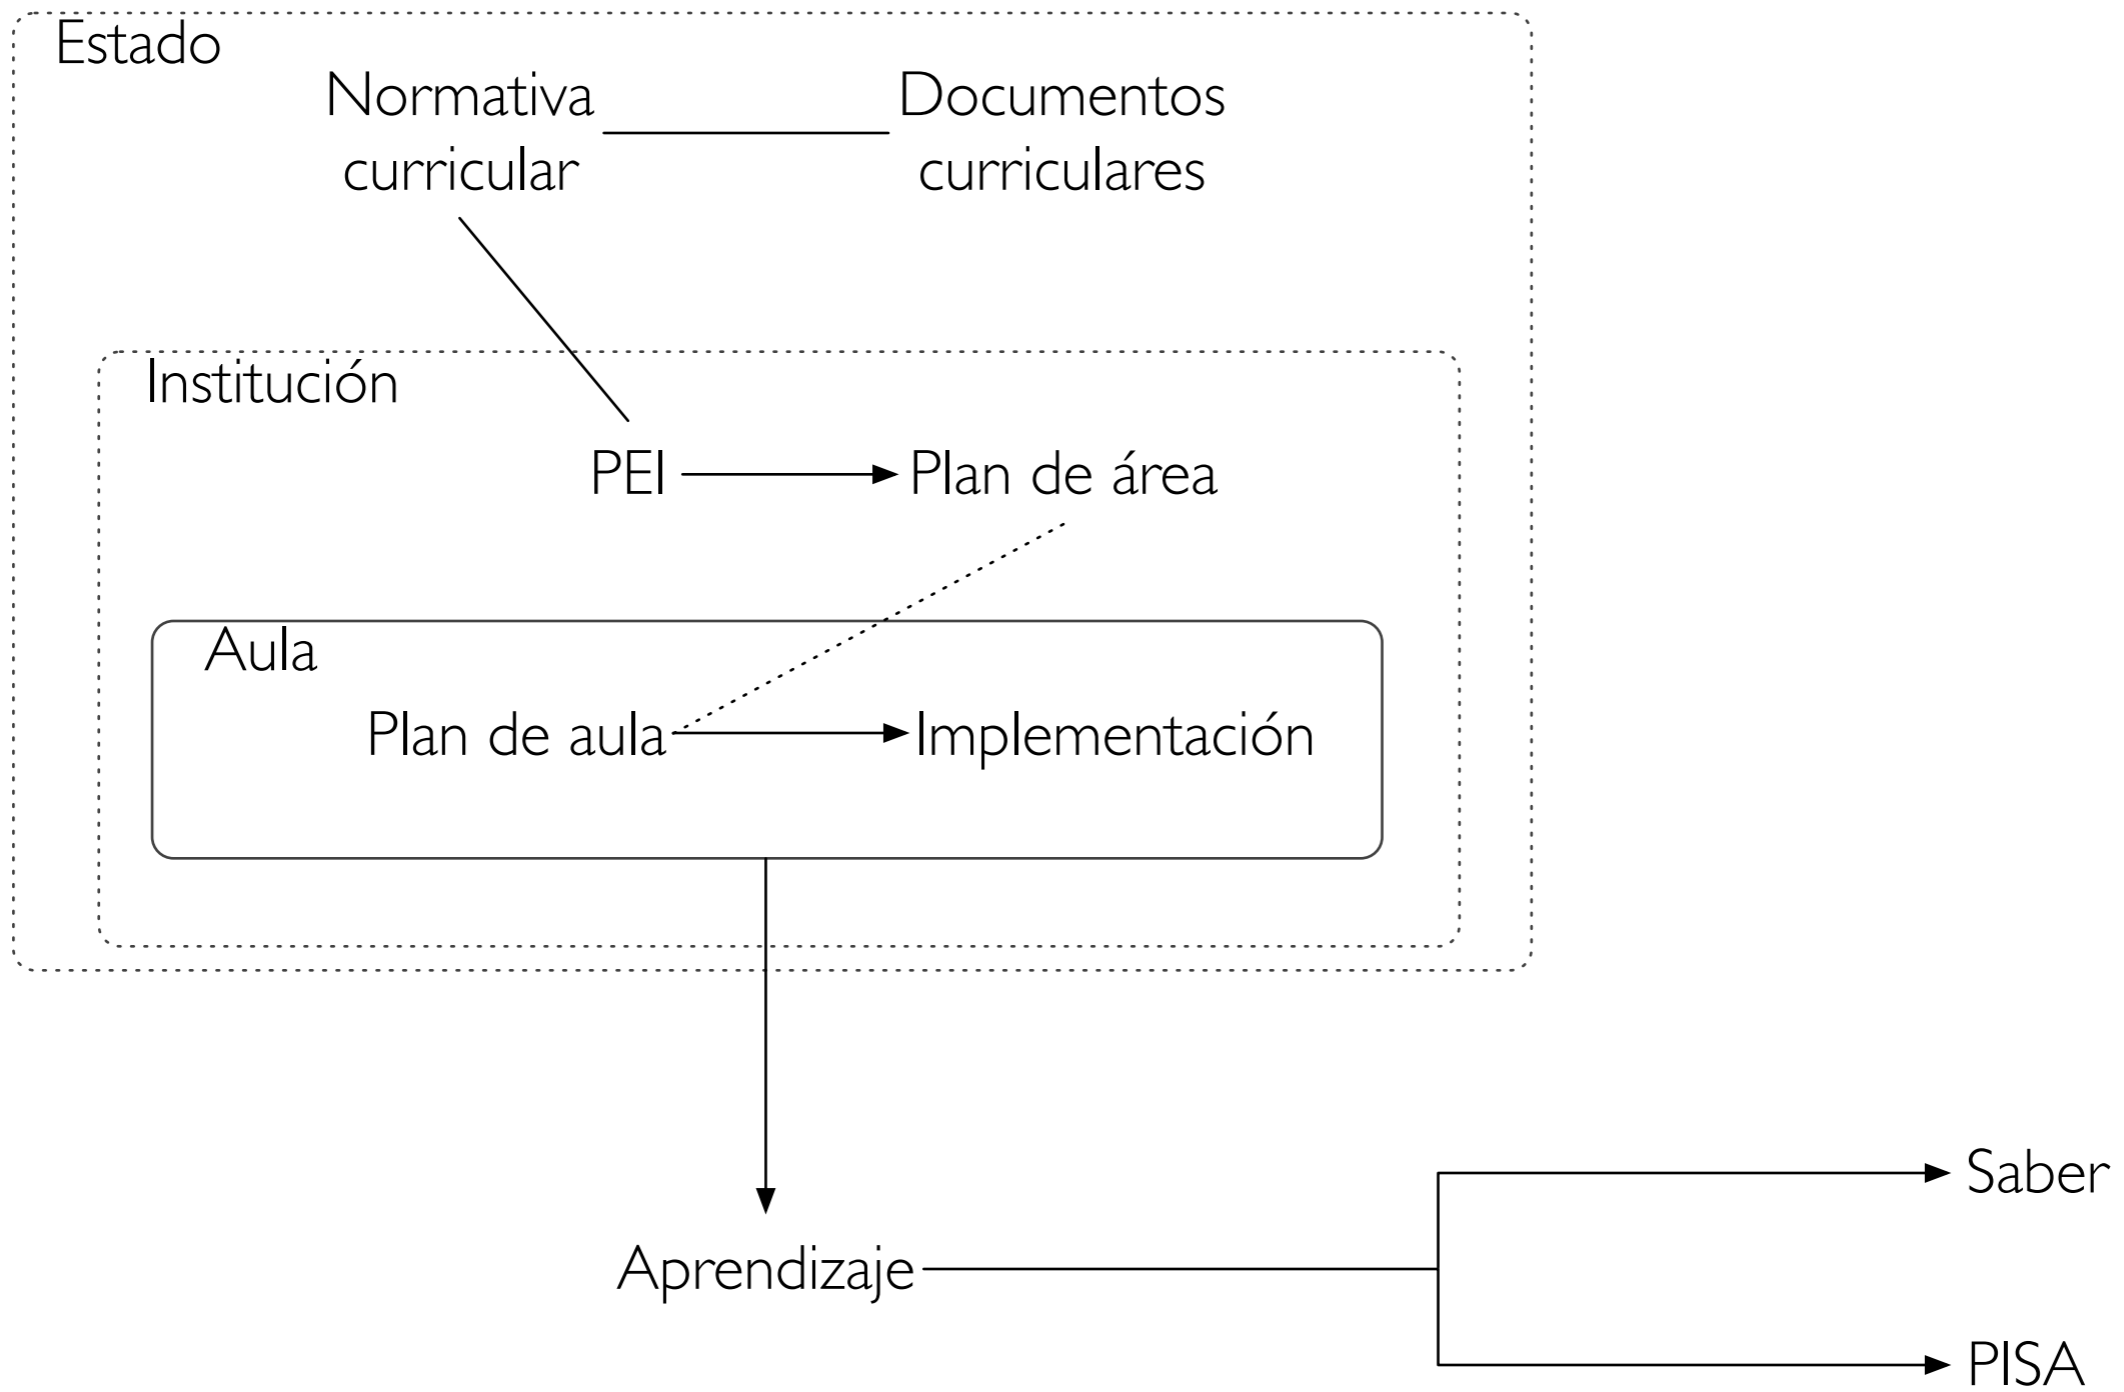 Estado
Normativa
curricular
Documentos
curriculares
Institución
PEI
Plan de área
Aula
Plan de aula
Implementación
Aprendizaje
Saber
PISA